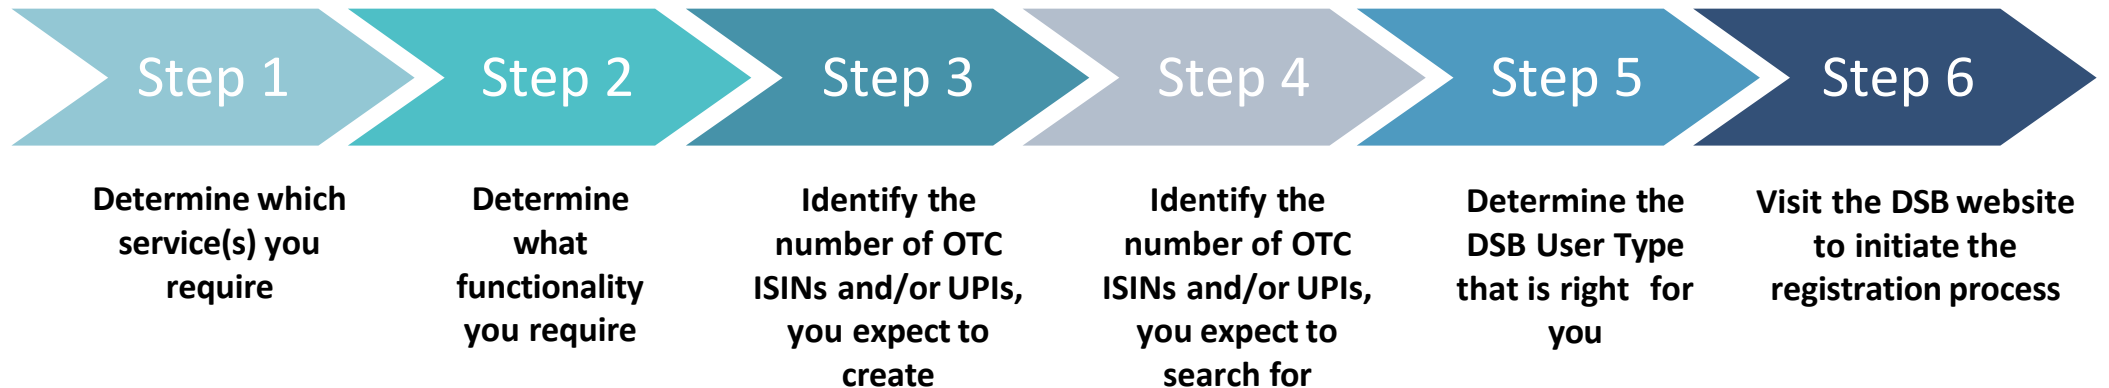 Step 1
Step 2
Step 3
Step 4
Step 5
Step 6
Determine which
service(s) you
require
Determine
what
functionality
you require
Identify the
number of OTC
ISINs and/or UPIs,
you expect to
create
Identify the
number of OTC
ISINs and/or UPIs,
you expect to
search for
Determine the
DSB User Type
that is right for
you
Visit the DSB website
to initiate the
registration process